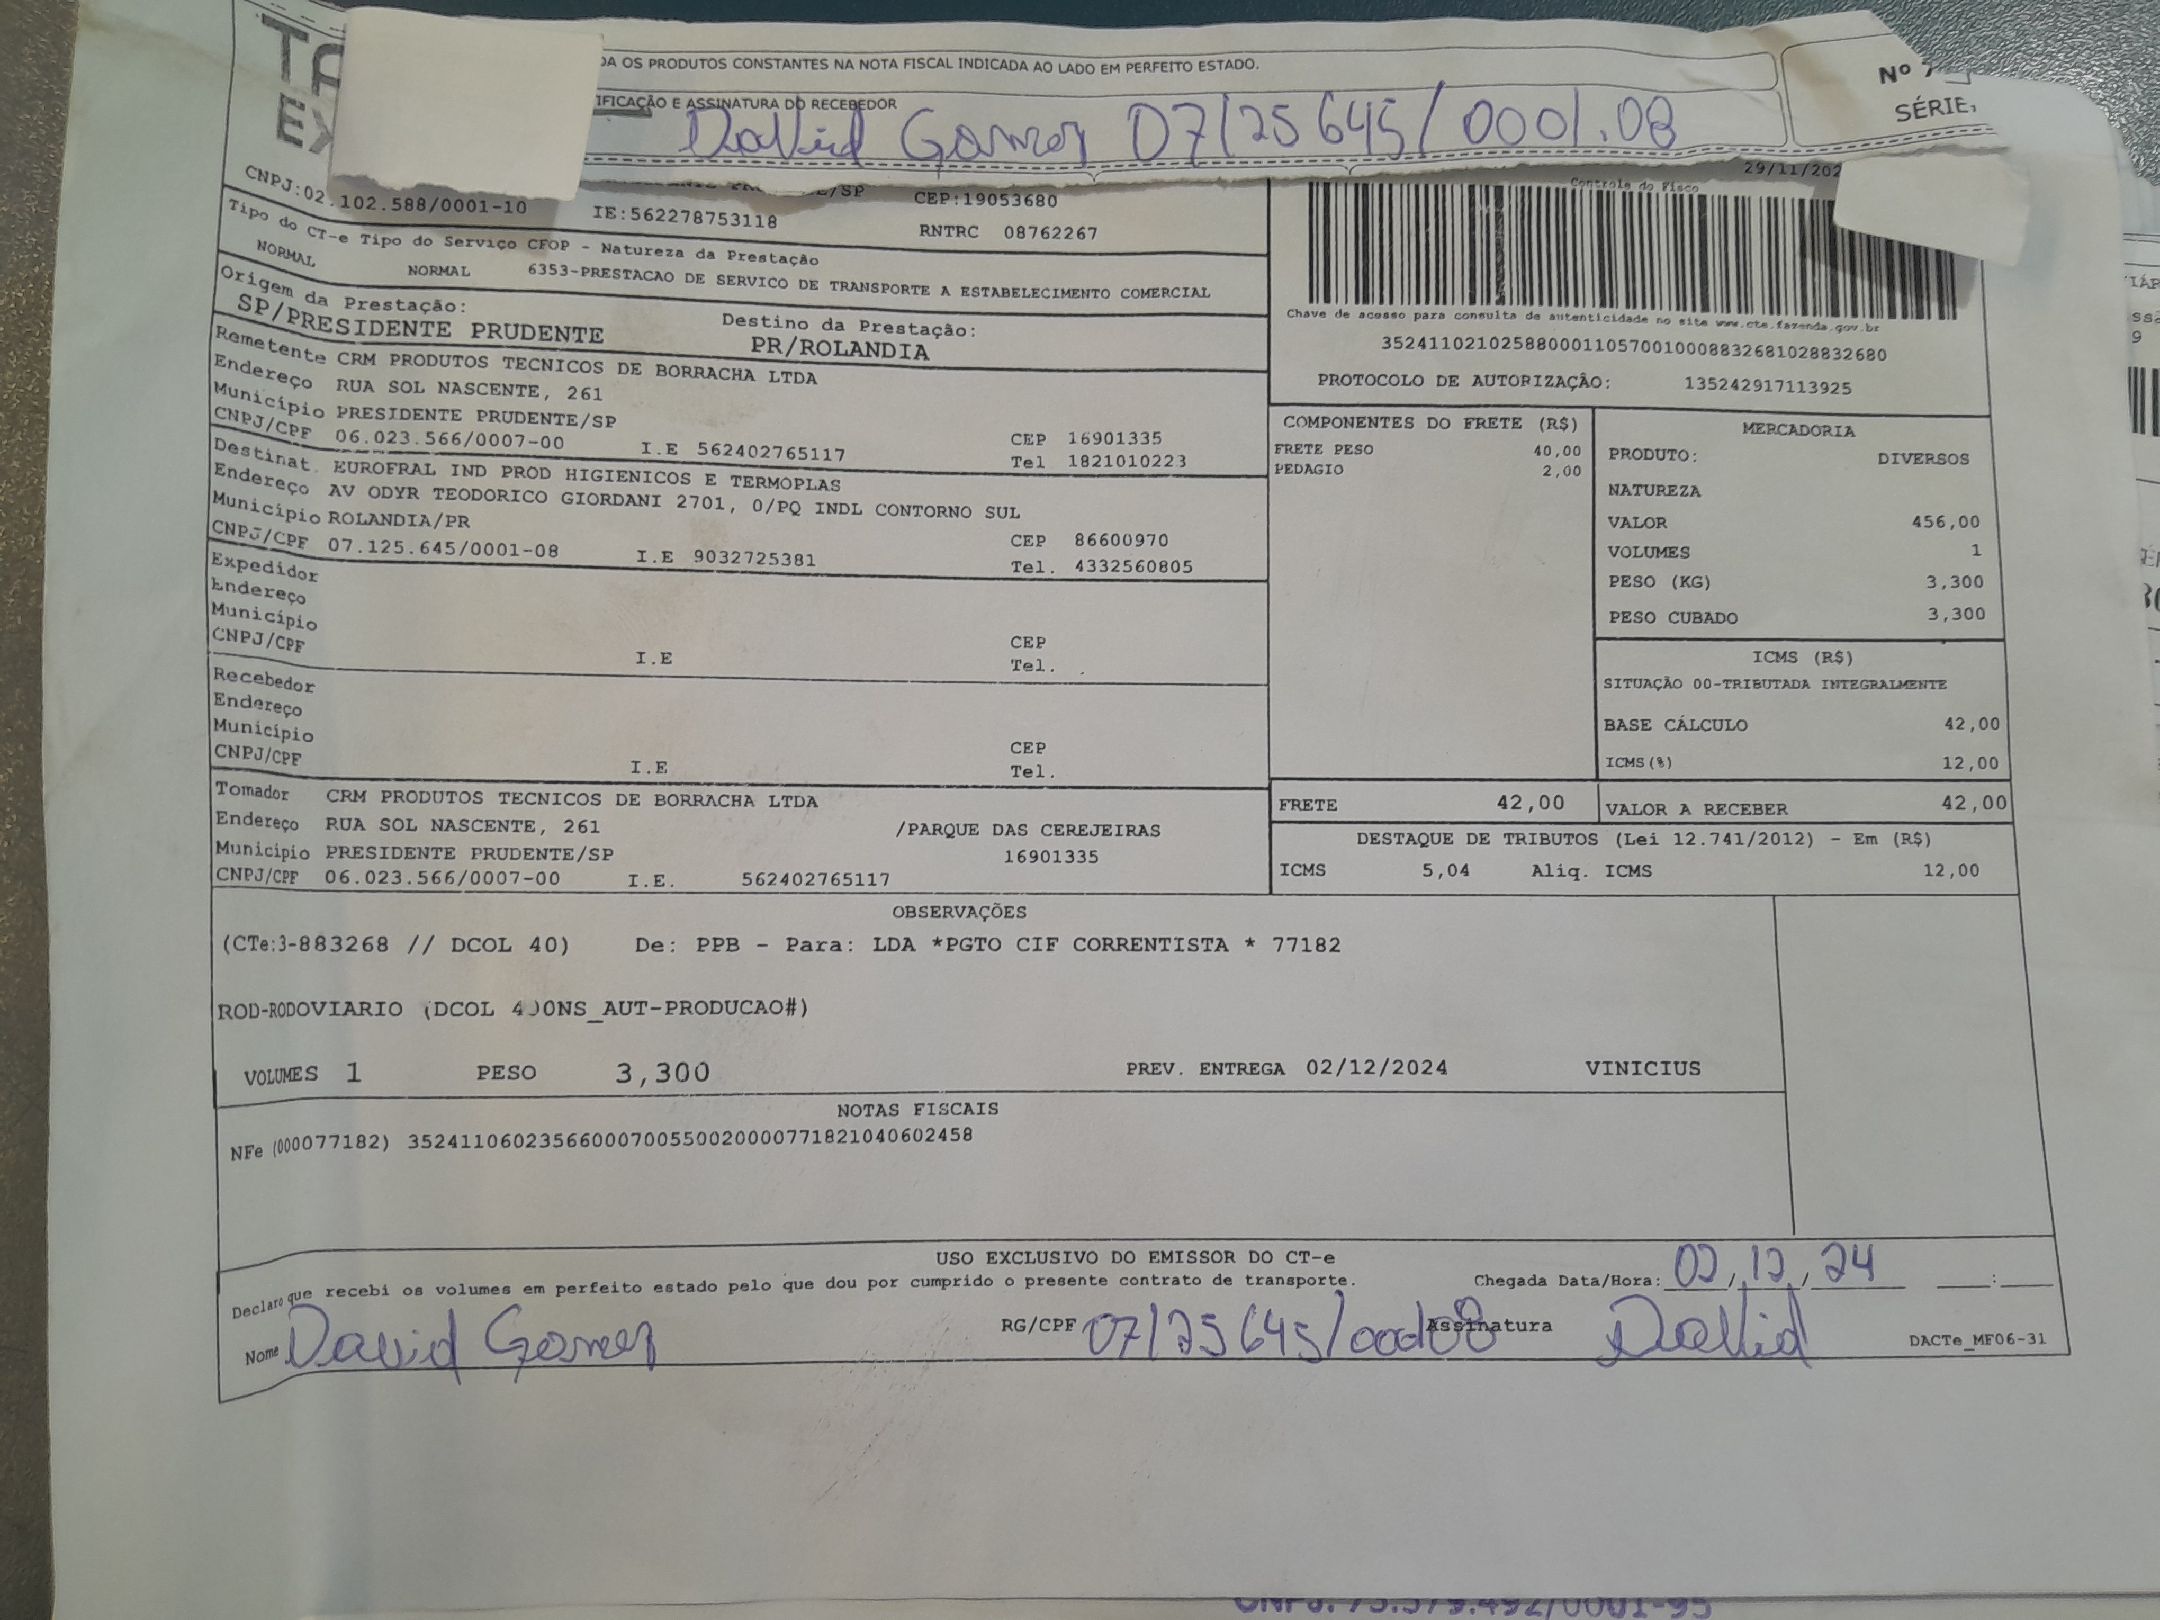 DA OS PRODUTOS CONSTANTES NA NOTA FISCAL INDICADA AO LADO EM PERFEITO ESTADO.
Nº
IFICAÇÃO E ASSINATURA DO RECEBEDOR
SÉRIE,
David Gomes 07125645/0001.08
29/11/202
CNPJ:02.102.588/0001-10 IE:562278753118 /SP CEP:19053680
RNTRC 08762267
Controle do Fisco
Tipo do CT-e Tipo do Serviço CFOP - Natureza da Prestação
NORMAL NORMAL 6353-PRESTACAO DE SERVICO DE TRANSPORTE A ESTABELECIMENTO COMERCIAL
Origem da Prestação: Destino da Prestação:
SP/PRESIDENTE PRUDENTE PR/ROLANDIA
Chave de acesso para consulta de autenticidade no site www.cte.fazenda.gov.br
35241102102588000110570010008832681028832680
PROTOCOLO DE AUTORIZAÇÃO: 135242917113925
Remetente CRM PRODUTOS TECNICOS DE BORRACHA LTDA
Endereço RUA SOL NASCENTE, 261
Município PRESIDENTE PRUDENTE/SP CEP 16901335
CNPJ/CPF 06.023.566/0007-00 I.E 562402765117 Tel 1821010223
Destinat. EUROFRAL IND PROD HIGIENICOS E TERMOPLAS
Endereço AV ODYR TEODORICO GIORDANI 2701, 0/PQ INDL CONTORNO SUL
Município ROLANDIA/PR CEP 86600970
CNPJ/CPF 07.125.645/0001-08 I.E 9032725381 Tel. 4332560805
Expedidor
Endereço
Município CEP
CNPJ/CPF I.E Tel.
Recebedor
Endereço
Município CEP
CNPJ/CPF I.E Tel.
Tomador CRM PRODUTOS TECNICOS DE BORRACHA LTDA
Endereço RUA SOL NASCENTE, 261 /PARQUE DAS CEREJEIRAS
Município PRESIDENTE PRUDENTE/SP 16901335
CNPJ/CPF 06.023.566/0007-00 I.E. 562402765117
COMPONENTES DO FRETE (R$)
FRETE PESO 40,00
PEDAGIO 2,00
MERCADORIA
PRODUTO: DIVERSOS
NATUREZA
VALOR 456,00
VOLUMES 1
PESO (KG) 3,300
PESO CUBADO 3,300
ICMS (R$)
SITUAÇÃO 00-TRIBUTADA INTEGRALMENTE
BASE CÁLCULO 42,00
ICMS(%) 12,00
FRETE 42,00 VALOR A RECEBER 42,00
DESTAQUE DE TRIBUTOS (Lei 12.741/2012) - Em (R$)
ICMS 5,04 Aliq. ICMS 12,00
OBSERVAÇÕES
(CTe:3-883268 // DCOL 40) De: PPB - Para: LDA *PGTO CIF CORRENTISTA * 77182
ROD-RODOVIARIO (DCOL 4 ONS_AUT-PRODUCAO#)
VOLUMES 1 PESO 3,300 PREV. ENTREGA 02/12/2024 VINICIUS
NOTAS FISCAIS
NFe (000077182) 35241106023566000700550020000771821040602458
USO EXCLUSIVO DO EMISSOR DO CT-e
Declaro que recebi os volumes em perfeito estado pelo que dou por cumprido o presente contrato de transporte. Chegada Data/Hora: 02/12/24 :
Nome David Gomes RG/CPF 07125645/000108 Assinatura David DACTe_MF06-31